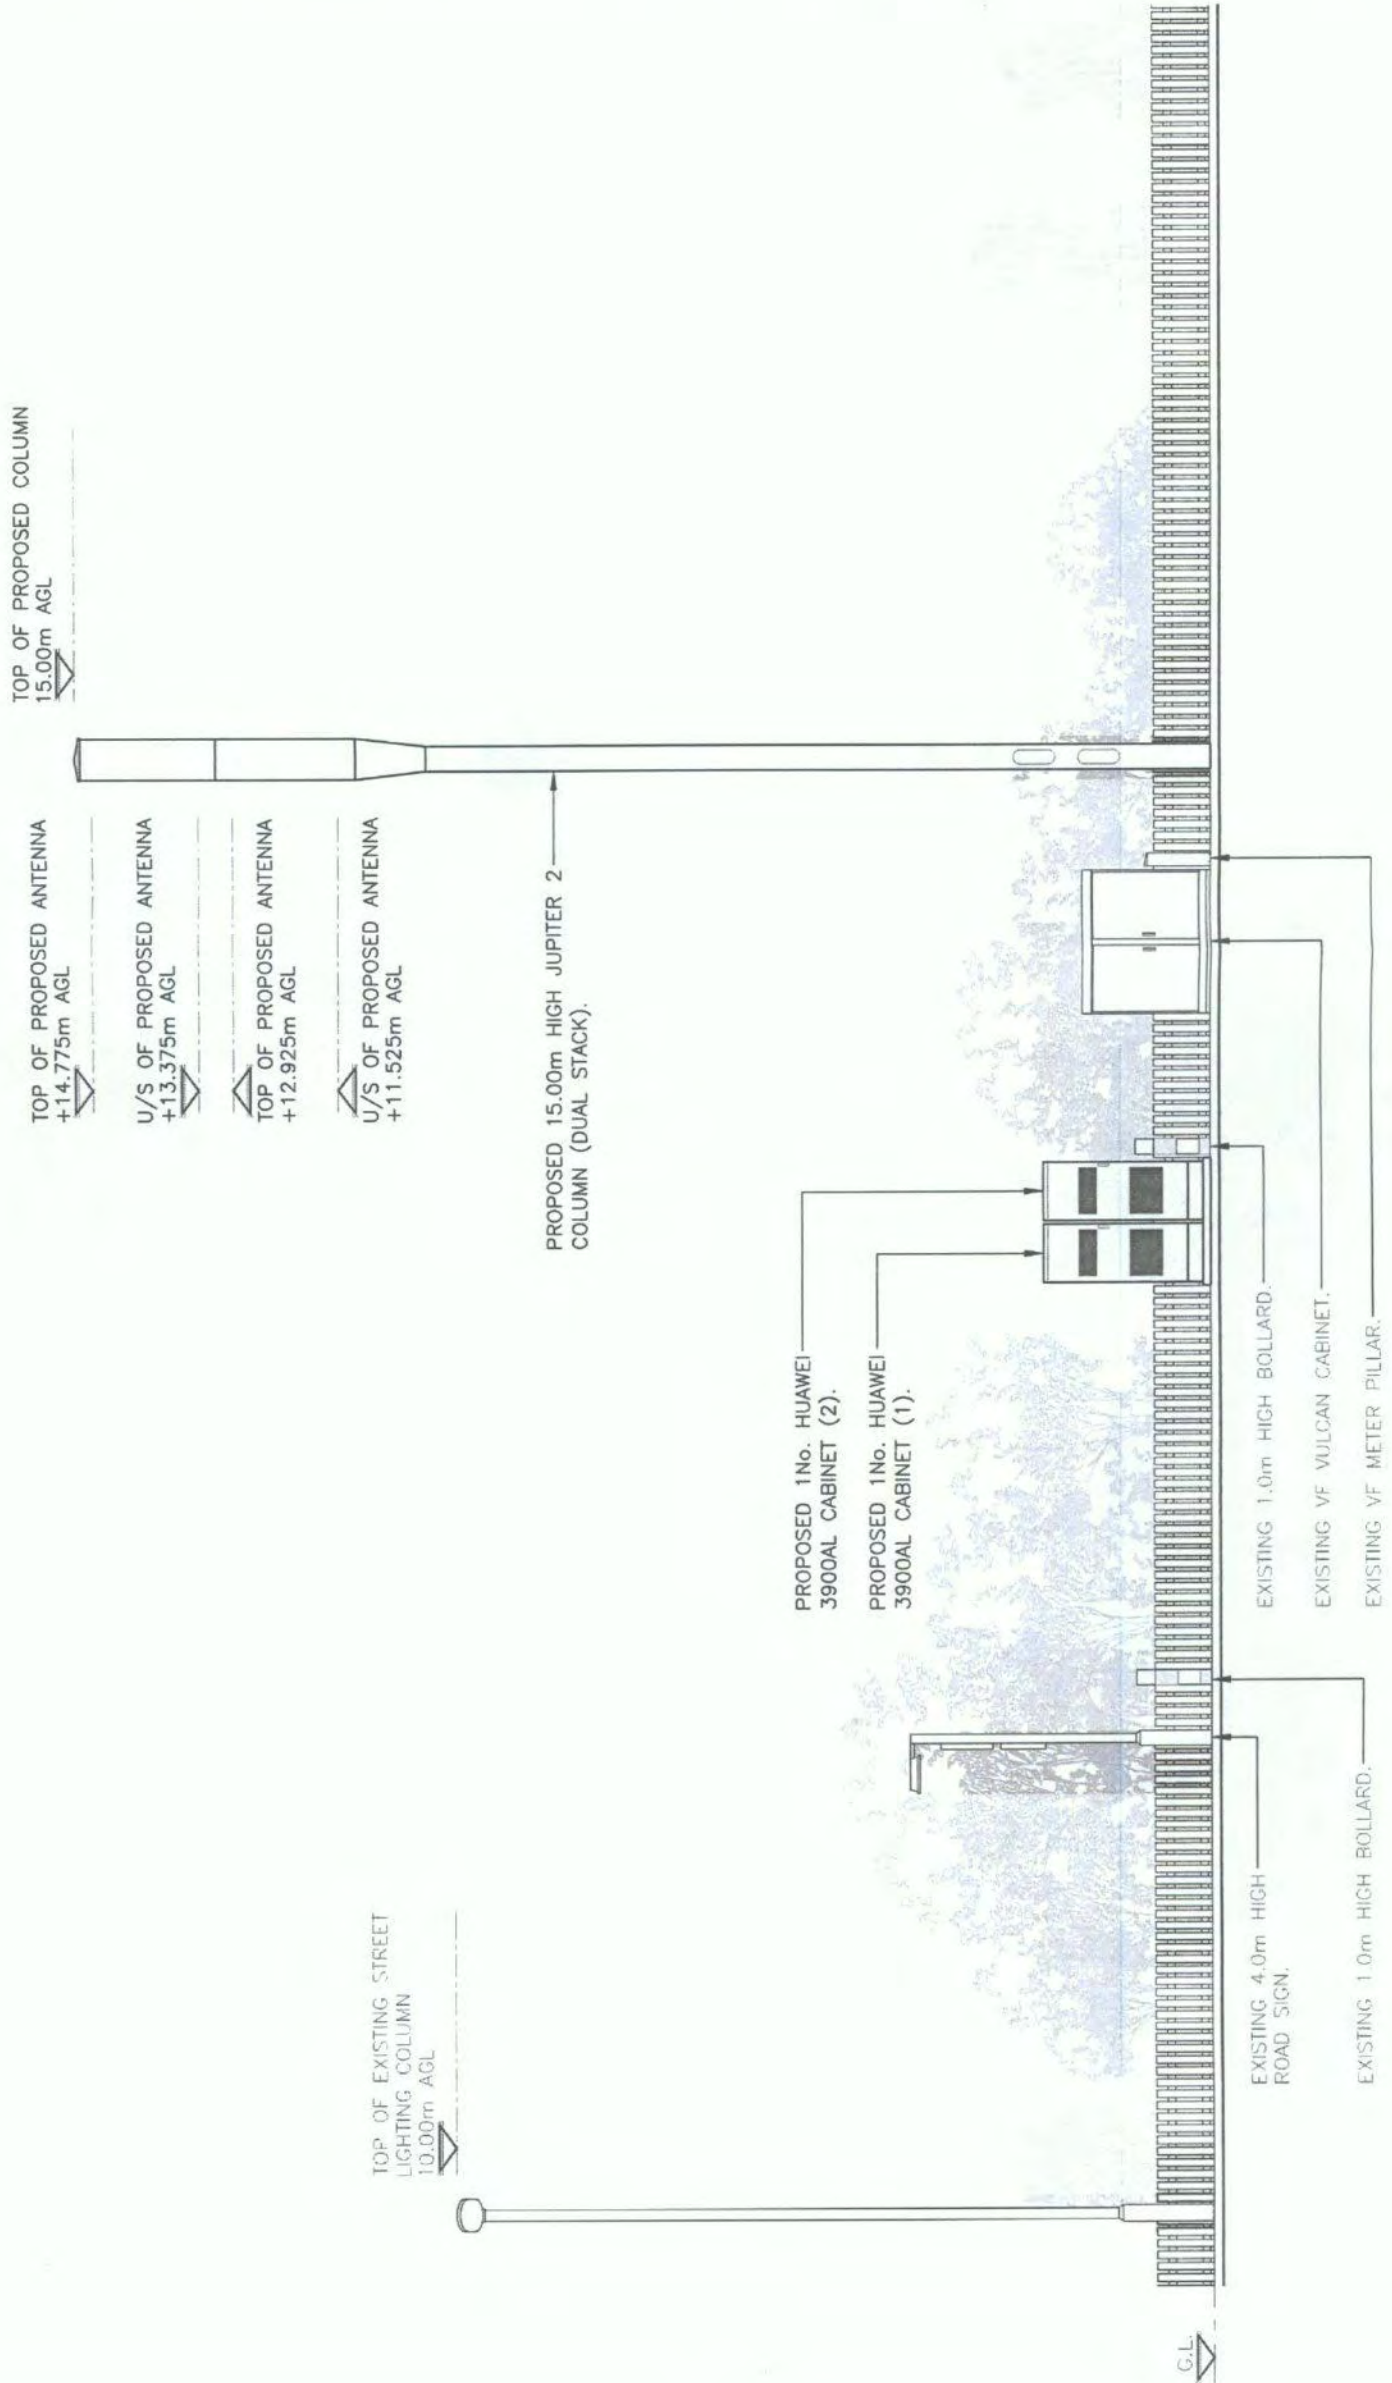 TOP OF PROPOSED COLUMN
15.00m AGL
TOP OF PROPOSED ANTENNA
+14.775m AGL
U/S OF PROPOSED ANTENNA
+13.375m AGL
TOP OF PROPOSED ANTENNA
+12.925m AGL
U/S OF PROPOSED ANTENNA
+11.525m AGL
TOP OF EXISTING STREET
LIGHTING COLUMN
10.00m AGL
PROPOSED 15.00m HIGH JUPITER 2
COLUMN (DUAL STACK).
PROPOSED 1No. HUAWEI
3900AL CABINET (2).
PROPOSED 1No. HUAWEI
3900AL CABINET (1).
G.L.
EXISTING 4.0m HIGH
ROAD SIGN.
EXISTING 1.0m HIGH BOLLARD.
EXISTING 1.0m HIGH BOLLARD.
EXISTING VF VULCAN CABINET.
EXISTING VF METER PILLAR.